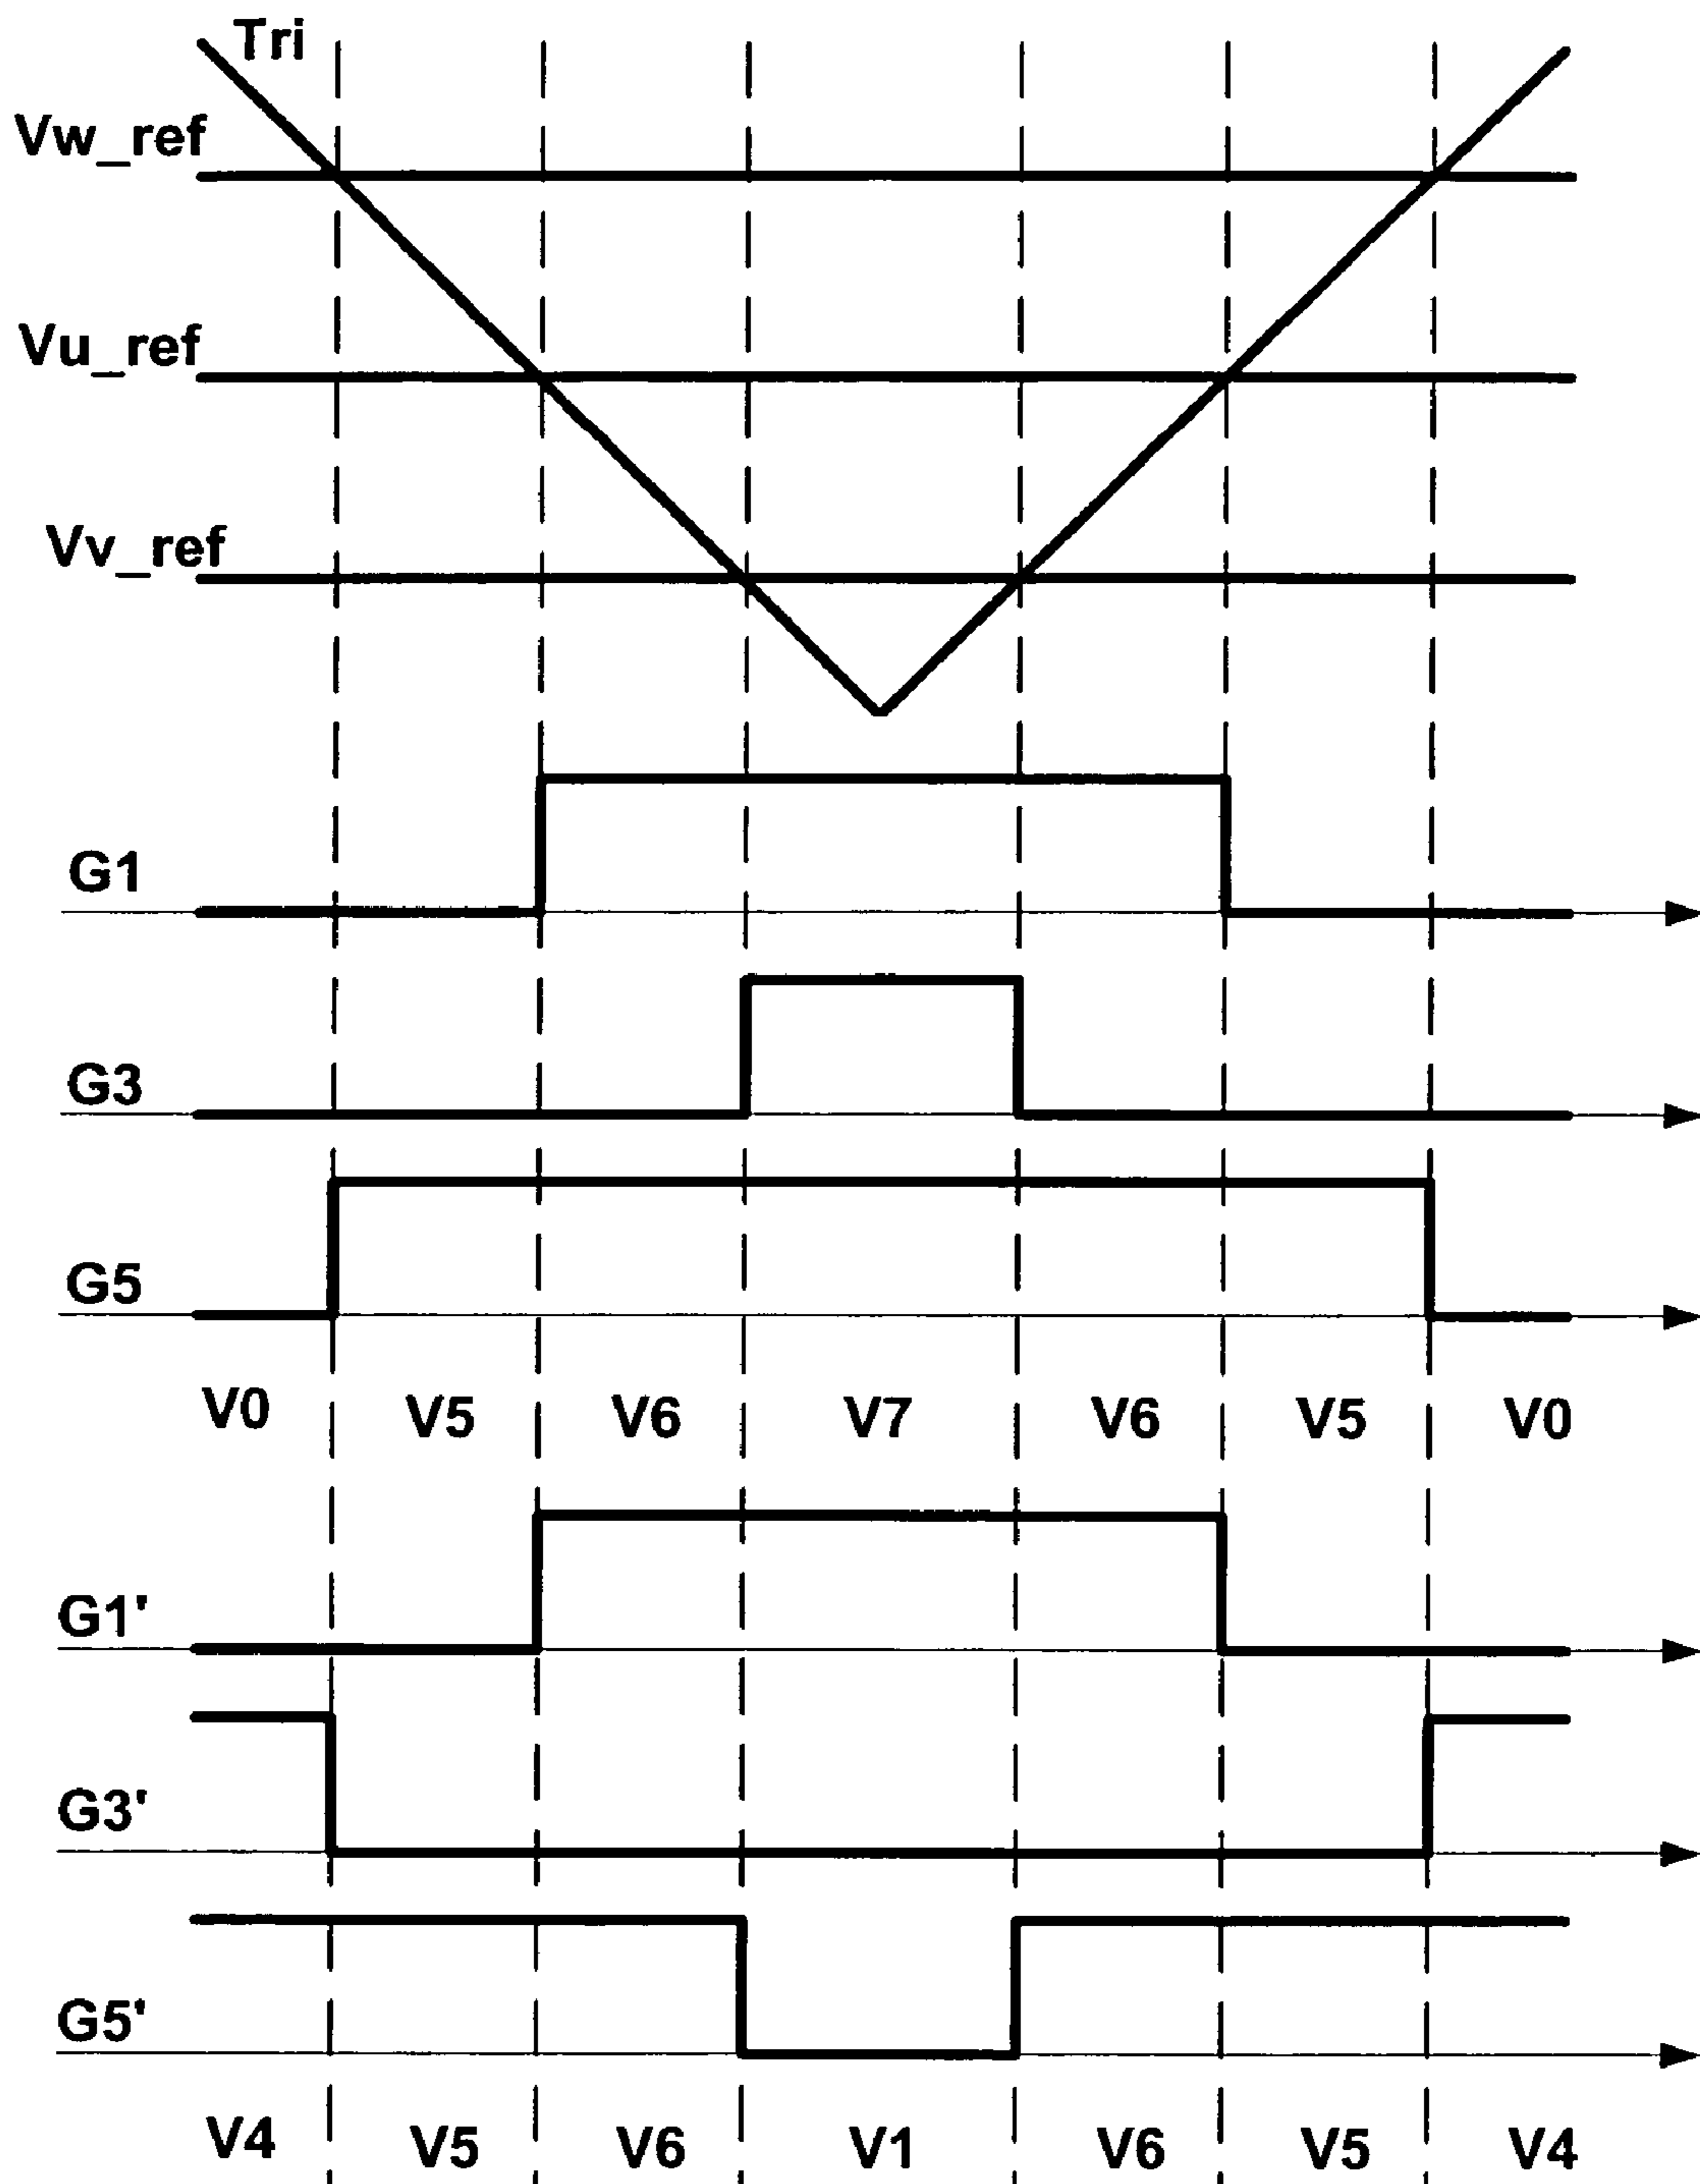 Tri
Vw_ref
Vu_ref
Vv_ref
G1
G3
G5
V0 V5 V6 V7 V6 V5 V0
G1'
G3'
G5'
V4 V5 V6 V1 V6 V5 V4